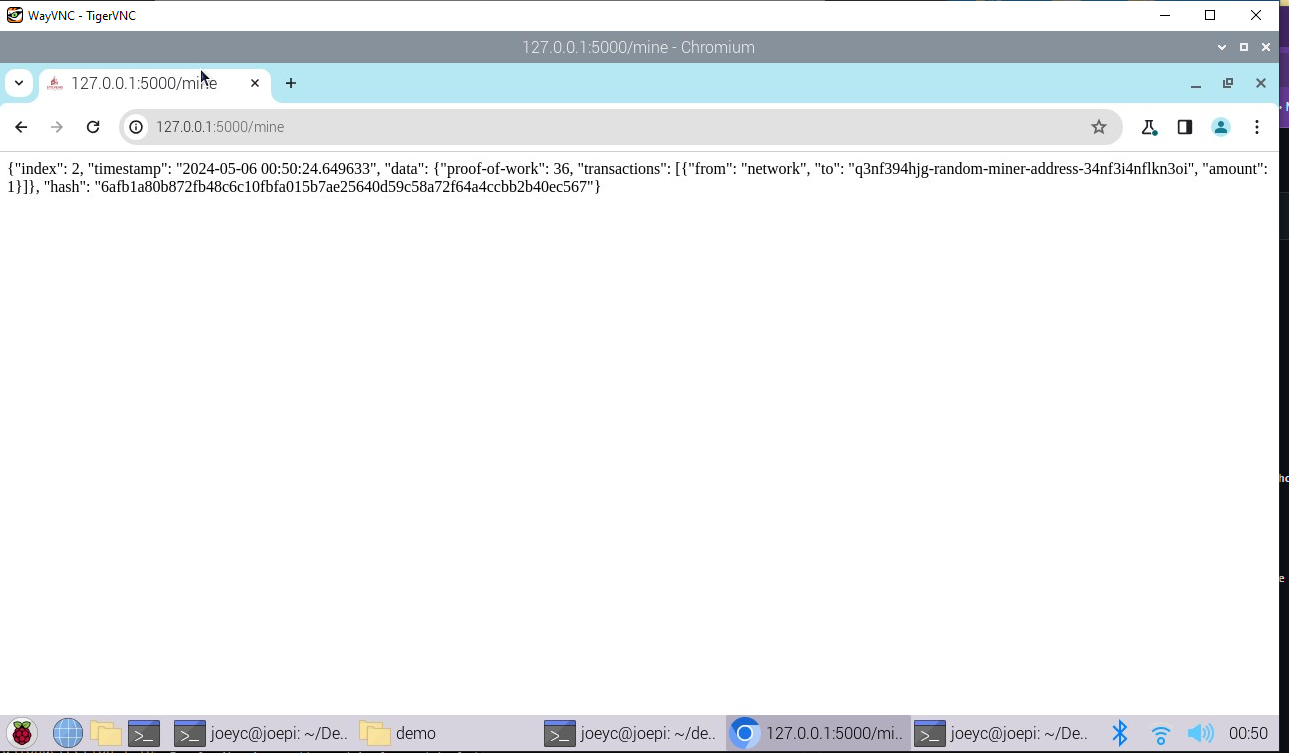 WayVNC - TigerVNC
127.0.0.1:5000/mine - Chromium
127.0.0.1:5000/mine
127.0.0.1:5000/mine
{"index": 2, "timestamp": "2024-05-06 00:50:24.649633", "data": {"proof-of-work": 36, "transactions": [{"from": "network", "to": "q3nf394hjg-random-miner-address-34nf3i4nflkn3oi", "amount":
1}]}, "hash": "6afb1a80b872fb48c6c10fbfa015b7ae25640d59c58a72f64a4ccbb2b40ec567"}
joeyc@joepi: ~/De.. demo joeyc@joepi: ~/de.. 127.0.0.1:5000/mi.. joeyc@joepi: ~/De.. 00:50